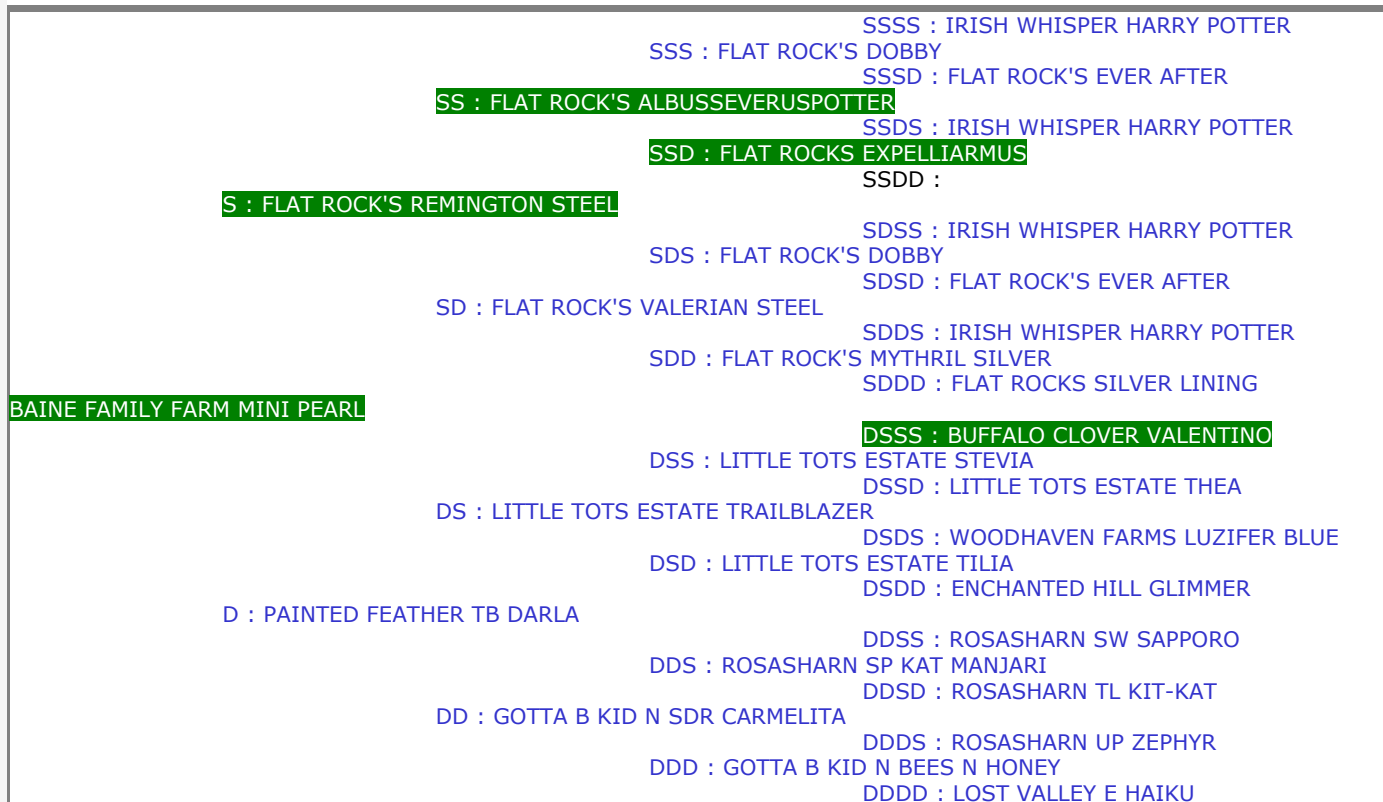 SSSS : IRISH WHISPER HARRY POTTER
SSS : FLAT ROCK'S DOBBY
SSSD : FLAT ROCK'S EVER AFTER
SS : FLAT ROCK'S ALBUSSEVERUSPOTTER
SSDS : IRISH WHISPER HARRY POTTER
SSD : FLAT ROCKS EXPELLIARMUS
SSDD :
S : FLAT ROCK'S REMINGTON STEEL
SDSS : IRISH WHISPER HARRY POTTER
SDS : FLAT ROCK'S DOBBY
SDSD : FLAT ROCK'S EVER AFTER
SD : FLAT ROCK'S VALERIAN STEEL
SDDS : IRISH WHISPER HARRY POTTER
SDD : FLAT ROCK'S MYTHRIL SILVER
SDDD : FLAT ROCKS SILVER LINING
BAINE FAMILY FARM MINI PEARL
DSSS : BUFFALO CLOVER VALENTINO
DSS : LITTLE TOTS ESTATE STEVIA
DSSD : LITTLE TOTS ESTATE THEA
DS : LITTLE TOTS ESTATE TRAILBLAZER
DSDS : WOODHAVEN FARMS LUZIFER BLUE
DSD : LITTLE TOTS ESTATE TILIA
DSDD : ENCHANTED HILL GLIMMER
D : PAINTED FEATHER TB DARLA
DDSS : ROSASHARN SW SAPPORO
DDS : ROSASHARN SP KAT MANJARI
DDSD : ROSASHARN TL KIT-KAT
DD : GOTTA B KID N SDR CARMELITA
DDDS : ROSASHARN UP ZEPHYR
DDD : GOTTA B KID N BEES N HONEY
DDDD : LOST VALLEY E HAIKU